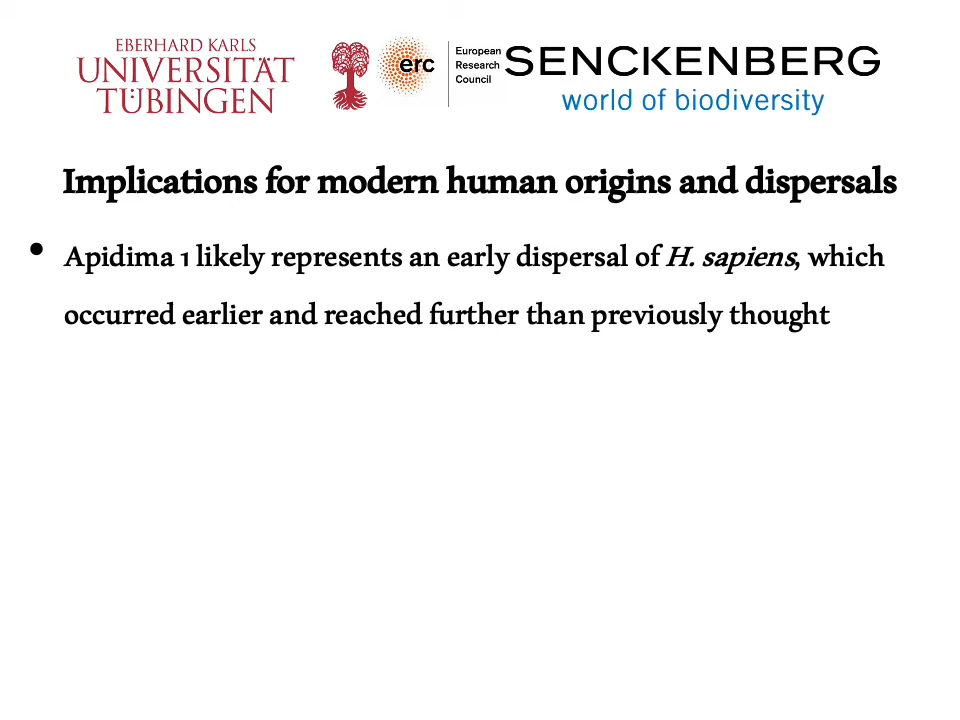 EBERHARD KARLS
UNIVERSITÄT
TÜBINGEN
erc
European
Research
Council
SENCKENBERG
world of biodiversity
Implications for modern human origins and dispersals
• Apidima 1 likely represents an early dispersal of H. sapiens, which
occurred earlier and reached further than previously thought